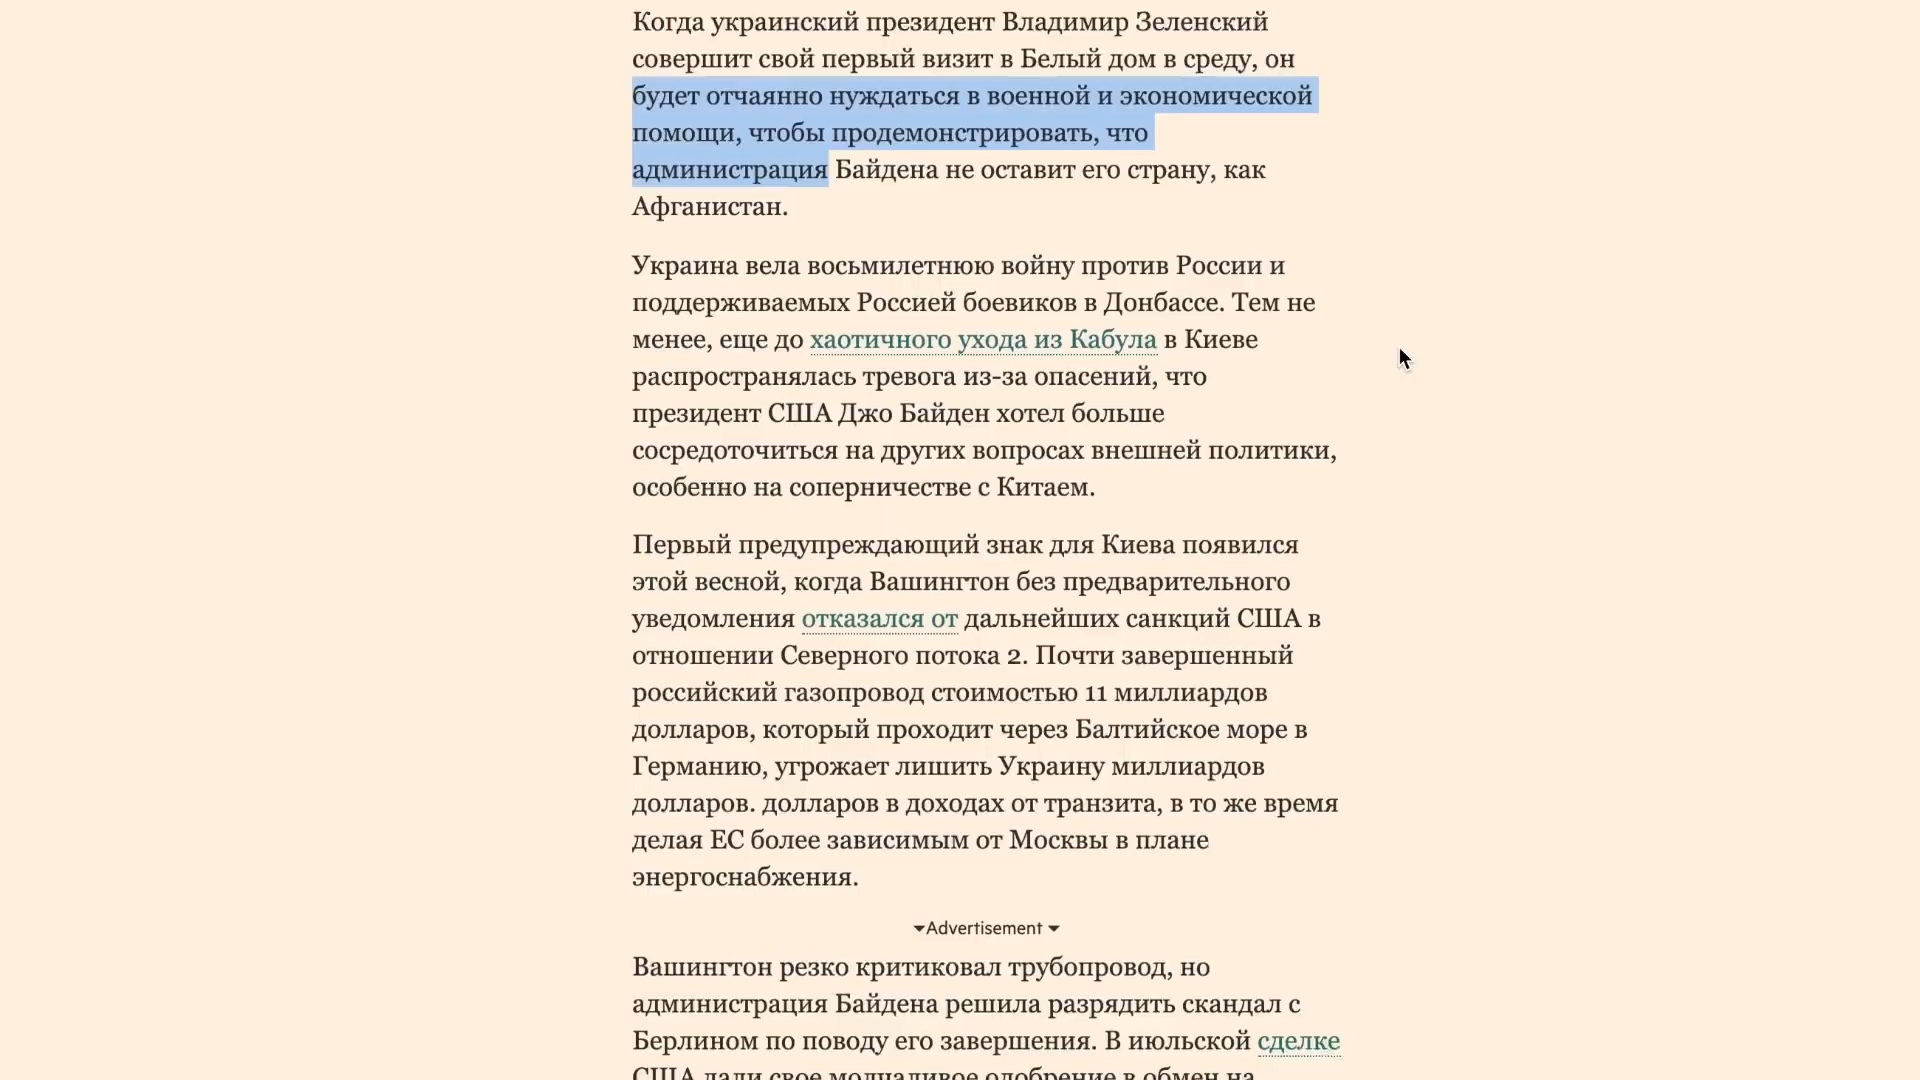 Когда украинский президент Владимир Зеленский
совершит свой первый визит в Белый дом в среду, он
будет отчаянно нуждаться в военной и экономической
помощи, чтобы продемонстрировать, что
администрация Байдена не оставит его страну, как
Афганистан.
Украина вела восьмилетнюю войну против России и
поддерживаемых Россией боевиков в Донбассе. Тем не
менее, еще до хаотичного ухода из Кабула в Киеве
распространялась тревога из-за опасений, что
президент США Джо Байден хотел больше
сосредоточиться на других вопросах внешней политики,
особенно на соперничестве с Китаем.
Первый предупреждающий знак для Киева появился
этой весной, когда Вашингтон без предварительного
уведомления отказался от дальнейших санкций США в
отношении Северного потока 2. Почти завершенный
российский газопровод стоимостью 11 миллиардов
долларов, который проходит через Балтийское море в
Германию, угрожает лишить Украину миллиардов
долларов. долларов в доходах от транзита, в то же время
делая ЕС более зависимым от Москвы в плане
энергоснабжения.
Advertisement
Вашингтон резко критиковал трубопровод, но
администрация Байдена решила разрядить скандал с
Берлином по поводу его завершения. В июльской сделке
США дали свое молчаливое одобрение в обмен на